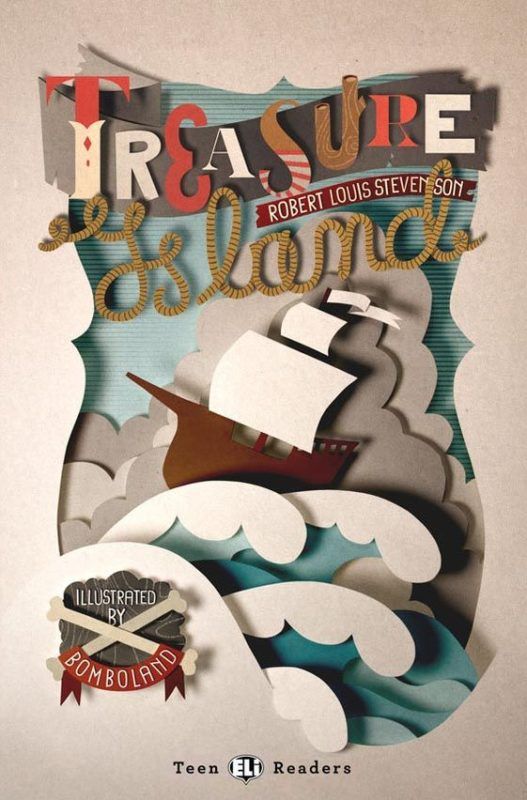 TREASURE
ROBERT LOUIS STEVENSON
Island
ILLUSTRATED
BY
BOMBOLAND
Teen ELi Readers